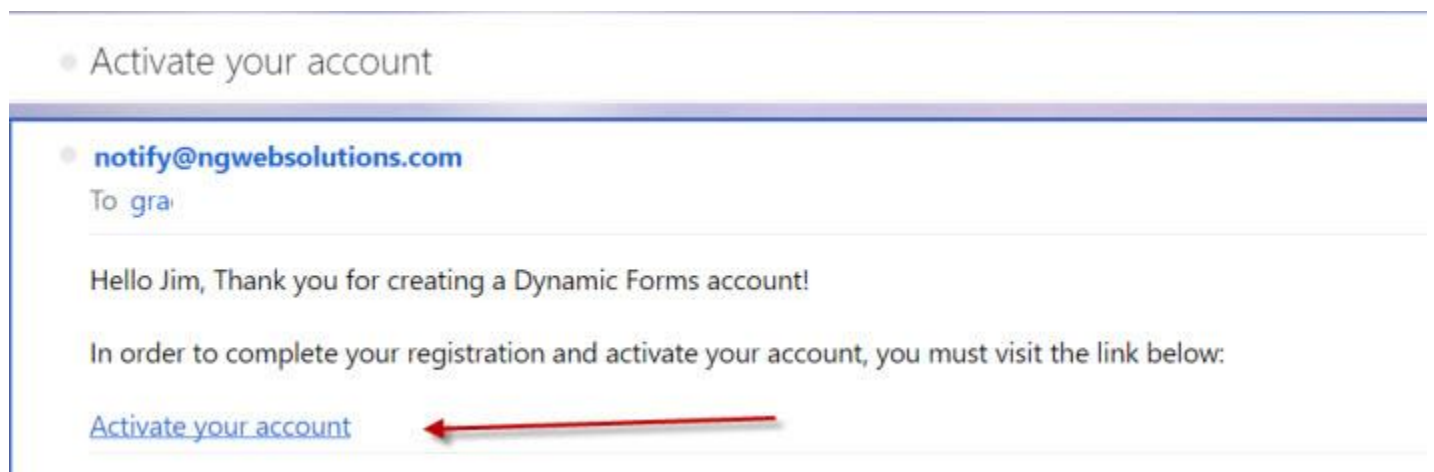 Activate your account
notify@ngwebsolutions.com
To gra
Hello Jim, Thank you for creating a Dynamic Forms account!
In order to complete your registration and activate your account, you must visit the link below:
Activate your account